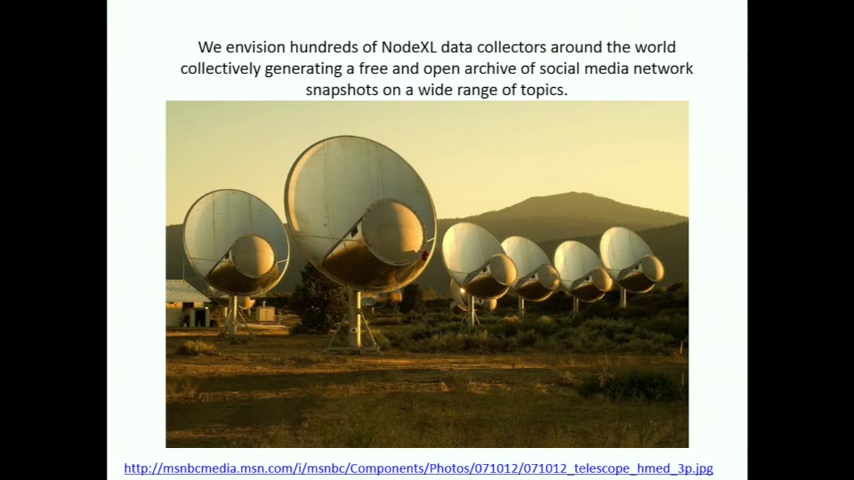 We envision hundreds of NodeXL data collectors around the world
collectively generating a free and open archive of social media network
snapshots on a wide range of topics.
http://msnbcmedia.msn.com/i/msnbc/Components/Photos/071012/071012_telescope_hmed_3p.jpg